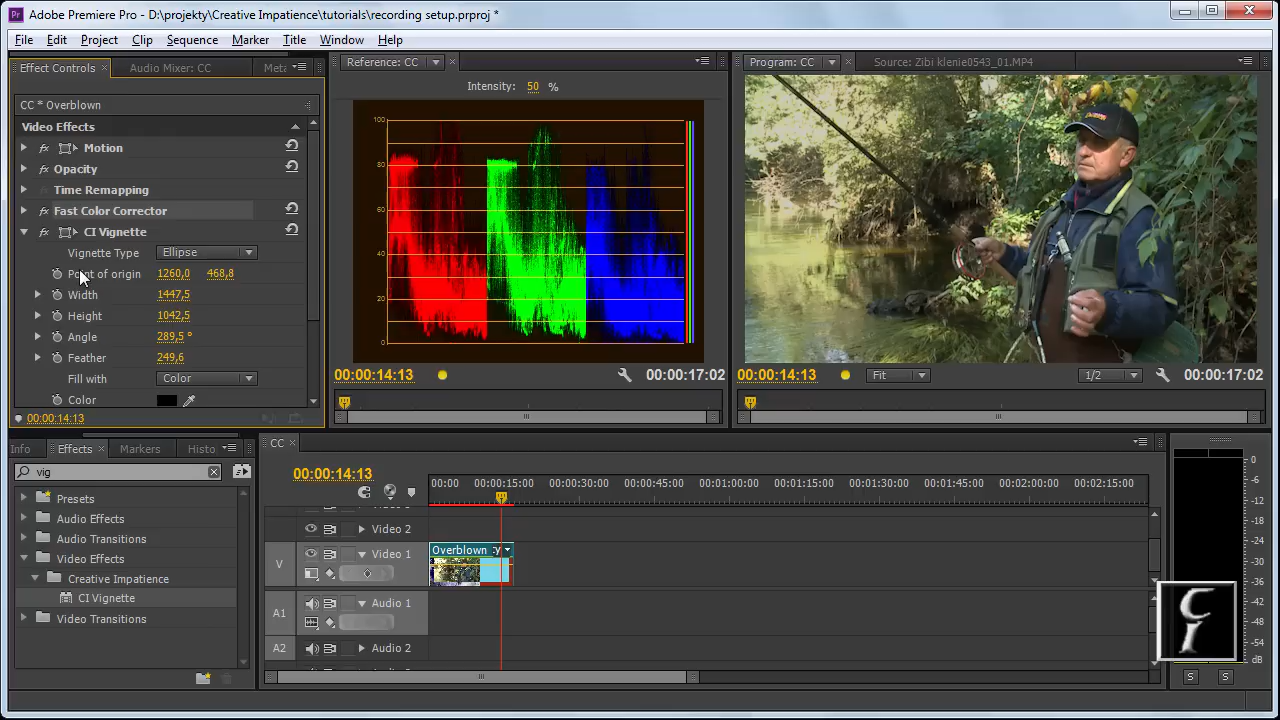 Adobe Premiere Pro - D:\projekty\Creative Impatience\tutorials\recording setup.prproj *
File Edit Project Clip Sequence Marker Title Window Help
Effect Controls × Audio Mixer: CC Meta
CC * Overblown
Video Effects
Motion
Opacity
Time Remapping
Fast Color Corrector
CI Vignette
Vignette Type Ellipse
Point of origin 1260,0 468,8
Width 1447,5
Height 1042,5
Angle 289,5 °
Feather 249,6
Fill with Color
Color
00:00:14:13
Reference: CC ×
Intensity: 50 %
100
80
60
40
20
0
00:00:14:13 00:00:17:02
Program: CC × Source: Zibi klenie0543_01.MP4
00:00:14:13 Fit 1/2 00:00:17:02
Info Effects × Markers Histo
vig
Presets
Audio Effects
Audio Transitions
Video Effects
Creative Impatience
CI Vignette
Video Transitions
CC ×
00:00:14:13
00:00 00:00:15:00 00:00:30:00 00:00:45:00 00:01:00:00 00:01:15:00 00:01:30:00 00:01:45:00 00:02:00:00 00:02:15:00
Video 2
V Video 1
Overblown
A1 Audio 1
A2 Audio 2
0
-6
-12
-18
-24
-30
-36
-42
-48
-54
dB
S S
CI